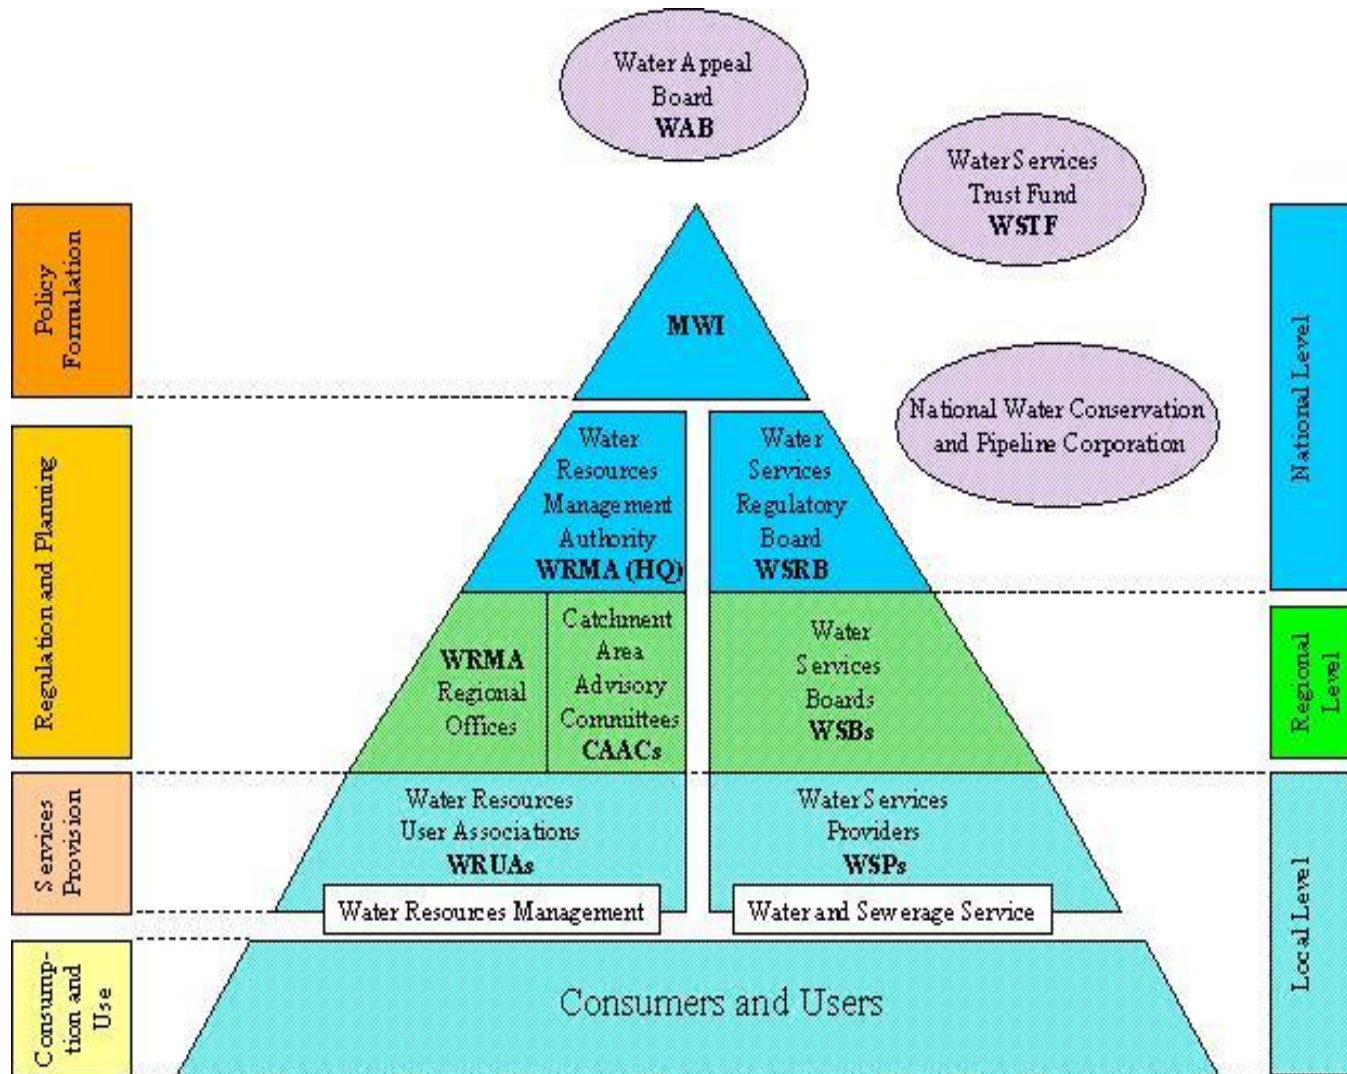 Water Appeal
Board
WAB
Water Services
Trust Fund
WSTF
National Water Conservation
and Pipeline Corporation
Policy
Formulation
Regulation and Planning
Services
Provision
Consump-
tion and
Use
MWI
Water
Resources
Management
Authority
WRMA (HQ)
Water
Services
Regulatory
Board
WSRB
WRMA
Regional
Offices
Catchment
Area
Advisory
Committees
CAACs
Water
Services
Boards
WSBs
Water Resources
User Associations
WRUAs
Water Services
Providers
WSPs
Water Resources Management
Water and Sewerage Service
Consumers and Users
National Level
Regional
Level
Local Level